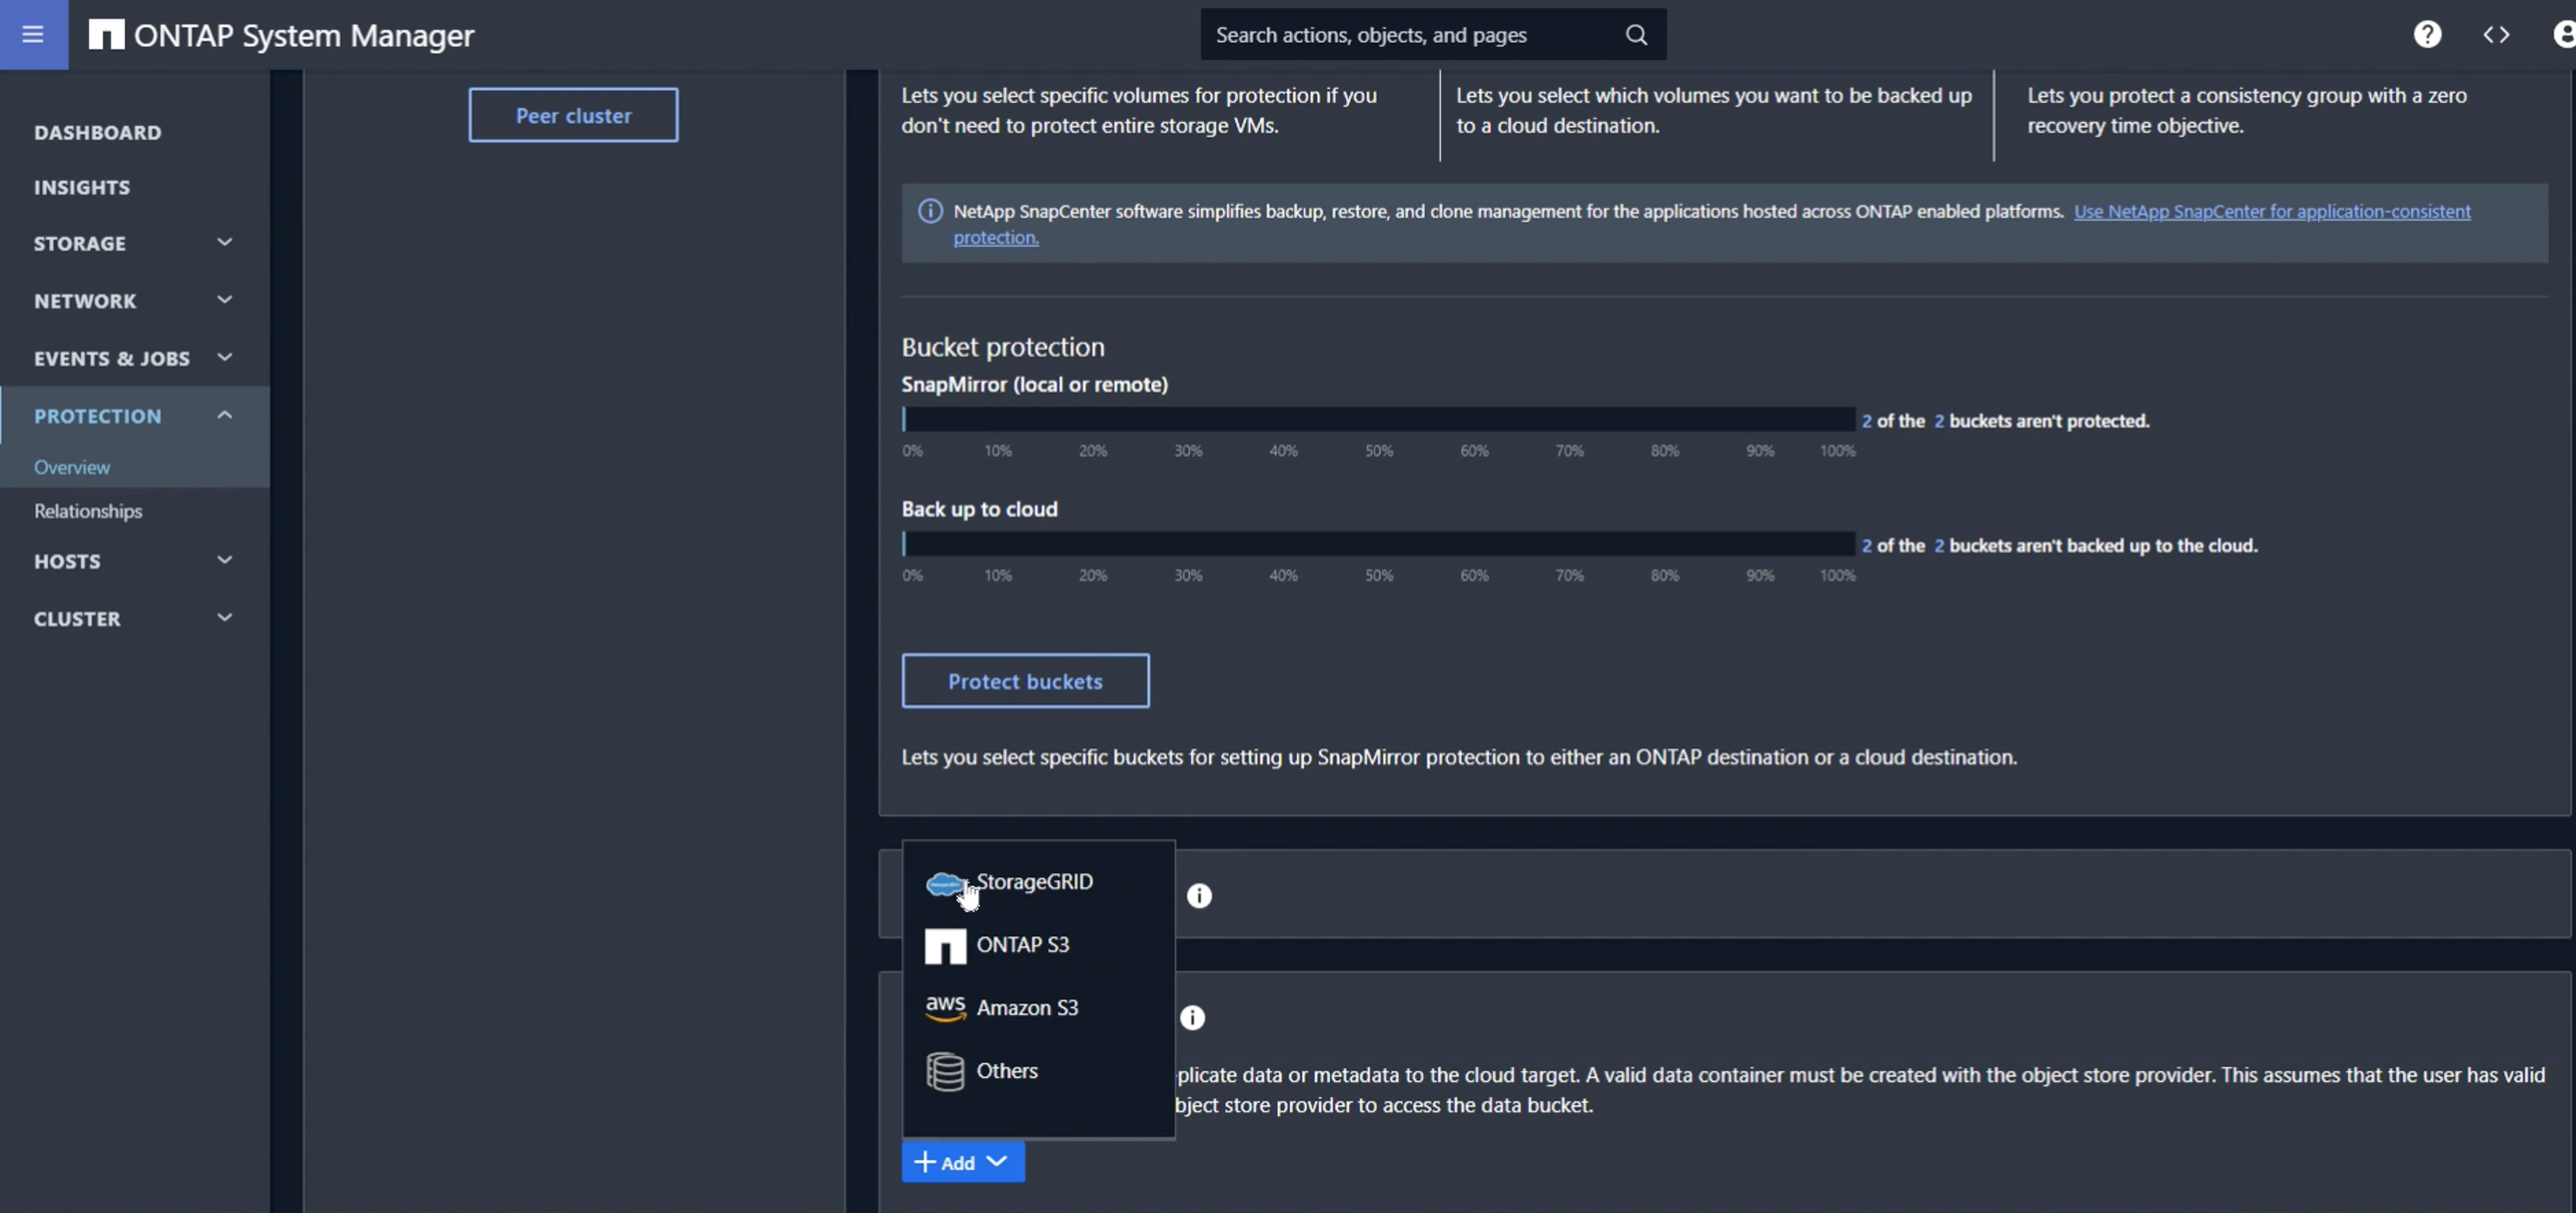 ONTAP System Manager
Search actions, objects, and pages
DASHBOARD
INSIGHTS
STORAGE
NETWORK
EVENTS & JOBS
PROTECTION
Overview
Relationships
HOSTS
CLUSTER
Peer cluster
Lets you select specific volumes for protection if you
don't need to protect entire storage VMs.
Lets you select which volumes you want to be backed up
to a cloud destination.
Lets you protect a consistency group with a zero
recovery time objective.
NetApp SnapCenter software simplifies backup, restore, and clone management for the applications hosted across ONTAP enabled platforms. Use NetApp SnapCenter for application-consistent
protection.
Bucket protection
SnapMirror (local or remote)
2 of the 2 buckets aren't protected.
0% 10% 20% 30% 40% 50% 60% 70% 80% 90% 100%
Back up to cloud
2 of the 2 buckets aren't backed up to the cloud.
0% 10% 20% 30% 40% 50% 60% 70% 80% 90% 100%
Protect buckets
Lets you select specific buckets for setting up SnapMirror protection to either an ONTAP destination or a cloud destination.
StorageGRID
ONTAP S3
aws Amazon S3
Others
plicate data or metadata to the cloud target. A valid data container must be created with the object store provider. This assumes that the user has valid
bject store provider to access the data bucket.
+ Add